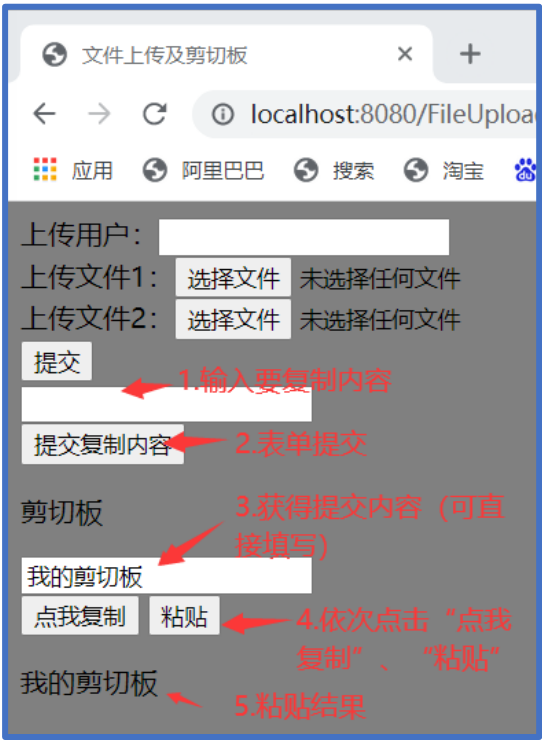 文件上传及剪切板
localhost:8080/FileUploa
应用 阿里巴巴 搜索 淘宝
上传用户：
上传文件1： 选择文件 未选择任何文件
上传文件2： 选择文件 未选择任何文件
提交
1.输入要复制内容
提交复制内容 2.表单提交
剪切板
3.获得提交内容（可直
接填写）
我的剪切板
点我复制 粘贴
4.依次点击“点我
复制”、“粘贴”
我的剪切板
5.粘贴结果